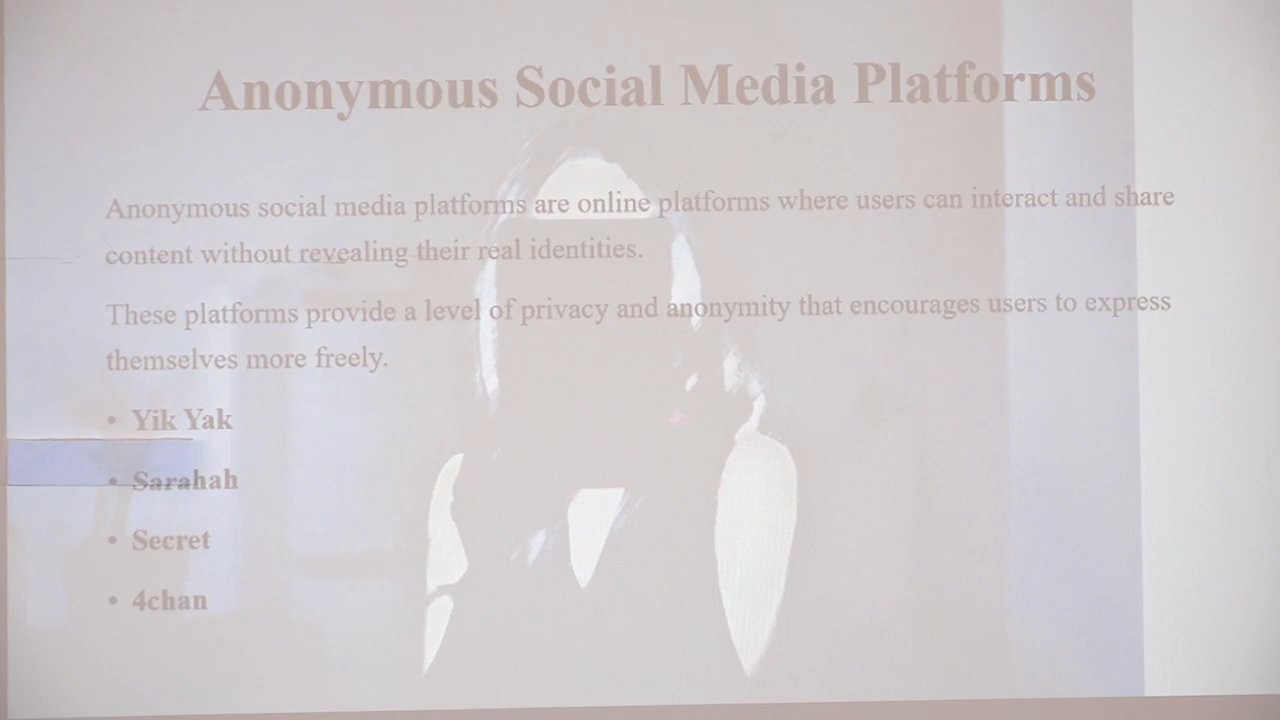 Anonymous Social Media Platforms
Anonymous social media platforms are online platforms where users can interact and share
content without revealing their real identities.
These platforms provide a level of privacy and anonymity that encourages users to express
themselves more freely.
• Yik Yak
• Sarahah
• Secret
• 4chan